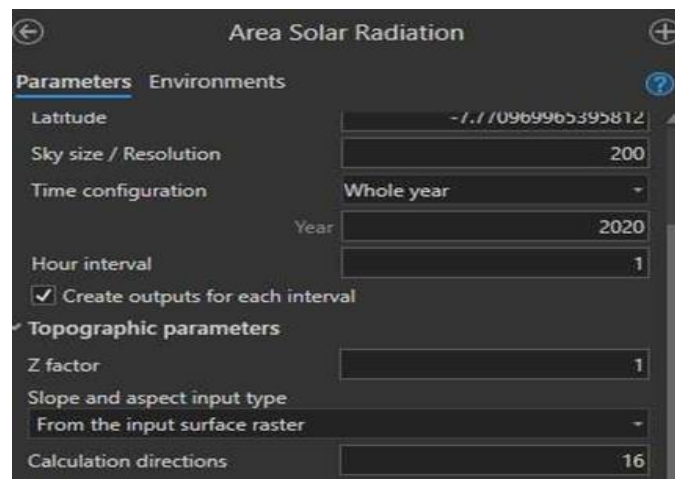 Area Solar Radiation
Parameters Environments
?
Latitude -7.770969965395812
Sky size / Resolution 200
Time configuration Whole year
Year 2020
Hour interval 1
Create outputs for each interval
Topographic parameters
Z factor 1
Slope and aspect input type
From the input surface raster
Calculation directions 16